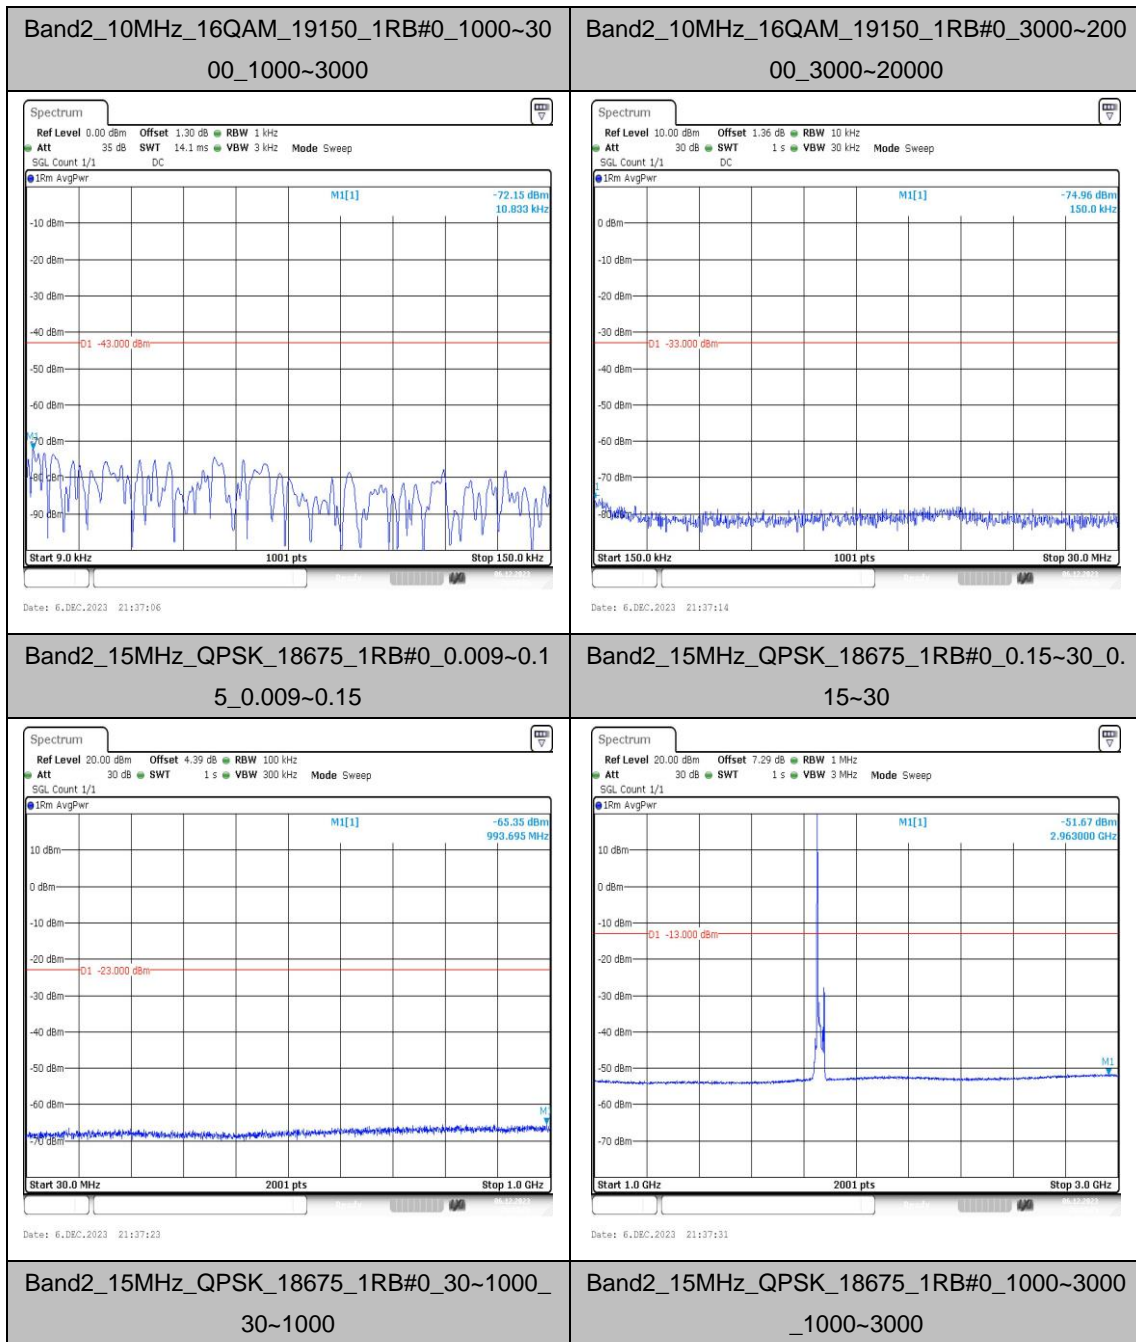 Band2_10MHz_16QAM_19150_1RB#0_1000~30
00_1000~3000
Band2_10MHz_16QAM_19150_1RB#0_3000~200
00_3000~20000
Spectrum
Ref Level 0.00 dBm Offset 1.30 dB RBW 1 kHz
Att 35 dB SWT 14.1 ms VBW 3 kHz Mode Sweep
SGL Count 1/1 DC
1Rm AvgPwr
M1[1] -72.15 dBm
10.833 kHz
-10 dBm
-20 dBm
-30 dBm
-40 dBm
D1 -43.000 dBm
-50 dBm
-60 dBm
M1
-70 dBm
-80 dBm
-90 dBm
Start 9.0 kHz 1001 pts Stop 150.0 kHz
Date: 6.DEC.2023 21:37:06
Spectrum
Ref Level 10.00 dBm Offset 1.36 dB RBW 10 kHz
Att 30 dB SWT 1 s VBW 30 kHz Mode Sweep
SGL Count 1/1 DC
1Rm AvgPwr
M1[1] -74.96 dBm
150.0 kHz
0 dBm
-10 dBm
-20 dBm
-30 dBm
D1 -33.000 dBm
-40 dBm
-50 dBm
-60 dBm
-70 dBm
-80 dBm
Start 150.0 kHz 1001 pts Stop 30.0 MHz
Date: 6.DEC.2023 21:37:14
Band2_15MHz_QPSK_18675_1RB#0_0.009~0.1
5_0.009~0.15
Band2_15MHz_QPSK_18675_1RB#0_0.15~30_0.
15~30
Spectrum
Ref Level 20.00 dBm Offset 4.39 dB RBW 100 kHz
Att 30 dB SWT 1 s VBW 300 kHz Mode Sweep
SGL Count 1/1
1Rm AvgPwr
M1[1] -65.35 dBm
993.695 MHz
10 dBm
0 dBm
-10 dBm
-20 dBm
D1 -23.000 dBm
-30 dBm
-40 dBm
-50 dBm
-60 dBm
-70 dBm
Start 30.0 MHz 2001 pts Stop 1.0 GHz
Date: 6.DEC.2023 21:37:23
Spectrum
Ref Level 20.00 dBm Offset 7.29 dB RBW 1 MHz
Att 30 dB SWT 1 s VBW 3 MHz Mode Sweep
SGL Count 1/1
1Rm AvgPwr
M1[1] -51.67 dBm
2.963000 GHz
10 dBm
0 dBm
-10 dBm
D1 -13.000 dBm
-20 dBm
-30 dBm
-40 dBm
-50 dBm
M1
-60 dBm
-70 dBm
Start 1.0 GHz 2001 pts Stop 3.0 GHz
Date: 6.DEC.2023 21:37:31
Band2_15MHz_QPSK_18675_1RB#0_30~1000_
30~1000
Band2_15MHz_QPSK_18675_1RB#0_1000~3000
_1000~3000